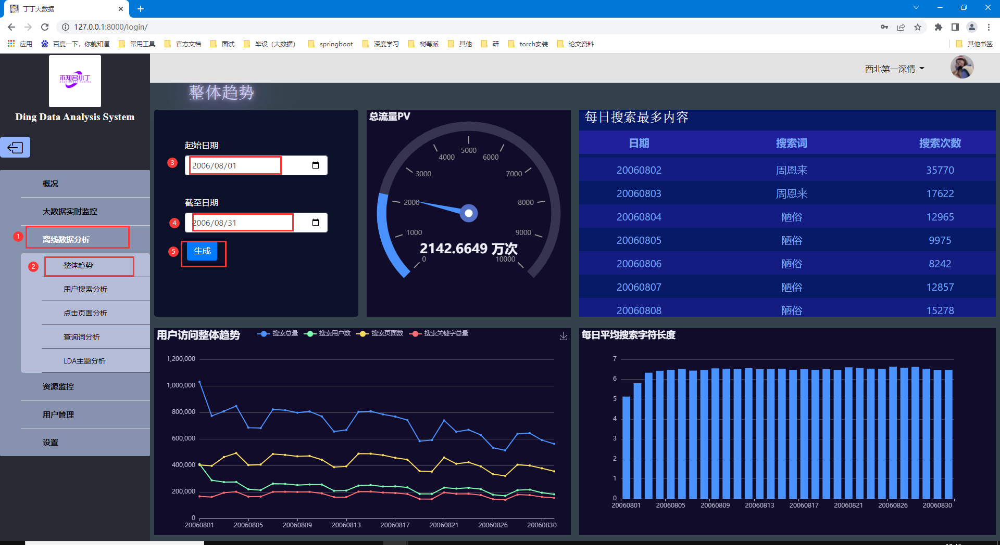 丁丁大数据
127.0.0.1:8000/login/
应用
百度一下，你就知道
常用工具
官方文档
面试
毕设（大数据）
springboot
深度学习
树莓派
其他
研
torch安装
论文资料
其他书签
未知名小丁
Ding Data Analysis System
概况
大数据实时监控
1
离线数据分析
2
整体趋势
用户搜索分析
点击页面分析
查询词分析
LDA主题分析
资源监控
用户管理
设置
西北第一深情
整体趋势
起始日期
3
2006/08/01
截至日期
4
2006/08/31
5
生成
总流量PV
0
1000
2000
3000
4000
5000
6000
7000
8000
9000
10000
2142.6649 万次
每日搜索最多内容
日期 搜索词 搜索次数
20060802 周恩来 35770
20060803 周恩来 17622
20060804 陋俗 12965
20060805 陋俗 9975
20060806 陋俗 8242
20060807 陋俗 12857
20060808 陋俗 15278
用户访问整体趋势
搜索总量 搜索用户数 搜索页面数 搜索关键字总量
1,200,000
1,000,000
800,000
600,000
400,000
200,000
0
20060801 20060805 20060809 20060813 20060817 20060821 20060826 20060830
每日平均搜索字符长度
7
6
5
4
3
2
1
0
20060801 20060805 20060809 20060813 20060817 20060821 20060826 20060830